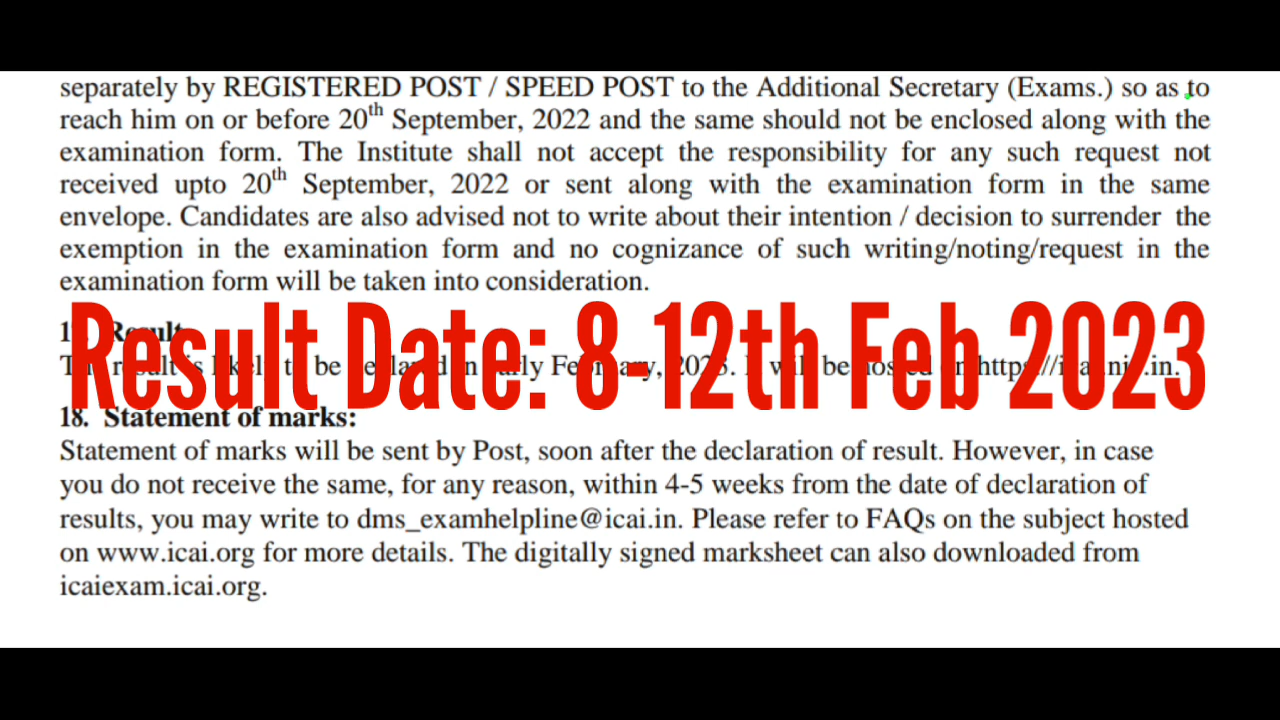 separately by REGISTERED POST / SPEED POST to the Additional Secretary (Exams.) so as to
reach him on or before 20th September, 2022 and the same should not be enclosed along with the
examination form. The Institute shall not accept the responsibility for any such request not
received upto 20th September, 2022 or sent along with the examination form in the same
envelope. Candidates are also advised not to write about their intention / decision to surrender the
exemption in the examination form and no cognizance of such writing/noting/request in the
examination form will be taken into consideration.
Result Date: 8-12th Feb 2023
18. Statement of marks:
Statement of marks will be sent by Post, soon after the declaration of result. However, in case
you do not receive the same, for any reason, within 4-5 weeks from the date of declaration of
results, you may write to dms_examhelpline@icai.in. Please refer to FAQs on the subject hosted
on www.icai.org for more details. The digitally signed marksheet can also downloaded from
icaiexam.icai.org.